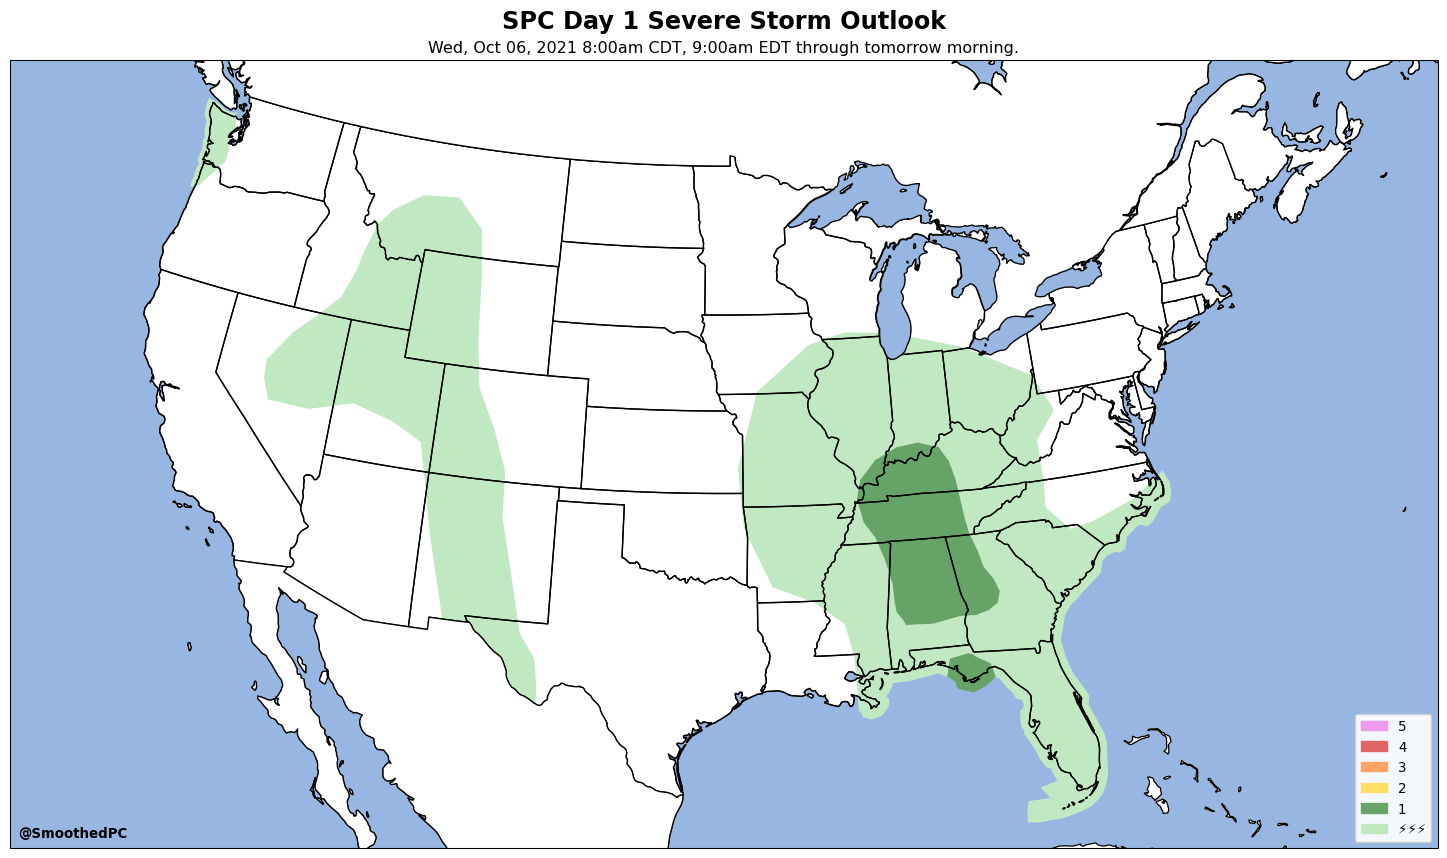 SPC Day 1 Severe Storm Outlook
Wed, Oct 06, 2021 8:00am CDT, 9:00am EDT through tomorrow morning.
5
4
3
2
1
⚡⚡⚡
@SmoothedPC